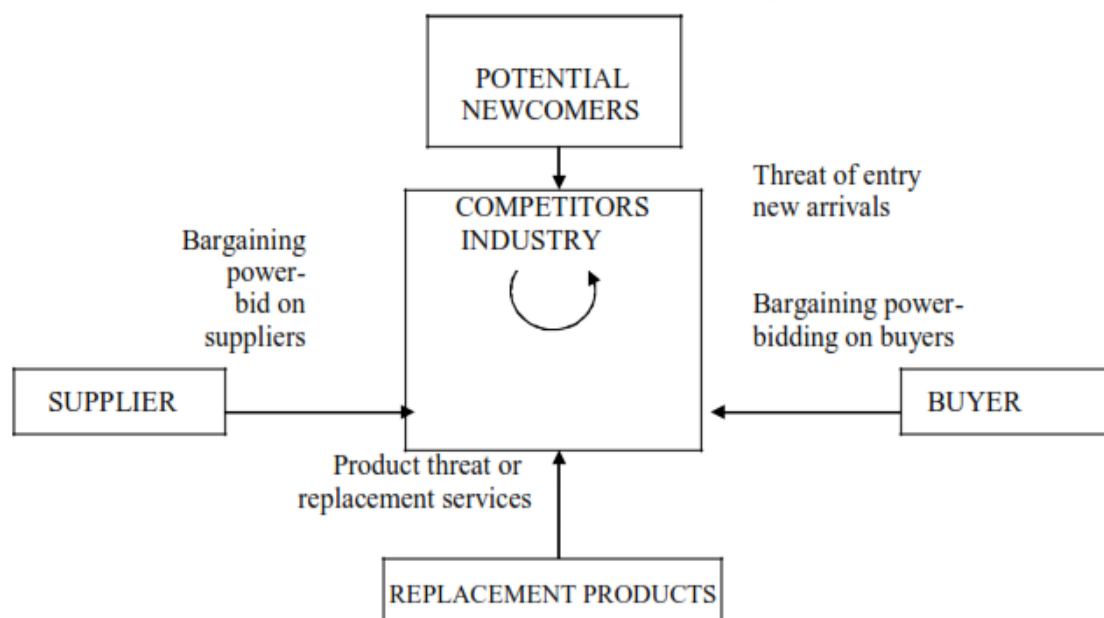 POTENTIAL
NEWCOMERS
Threat of entry
new arrivals
COMPETITORS
INDUSTRY
Bargaining
power-
bid on
suppliers
Bargaining power-
bidding on buyers
SUPPLIER
BUYER
Product threat or
replacement services
REPLACEMENT PRODUCTS